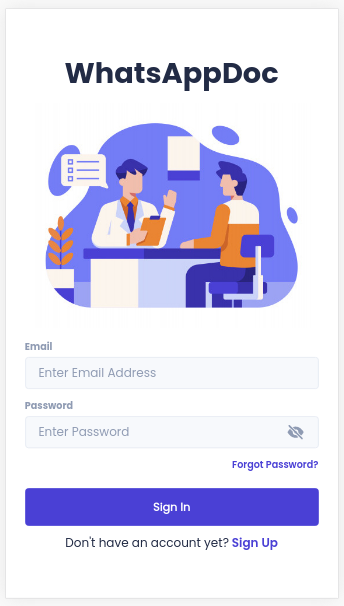 WhatsAppDoc
Email
Enter Email Address
Password
Enter Password
Forgot Password?
Sign In
Don't have an account yet? Sign Up